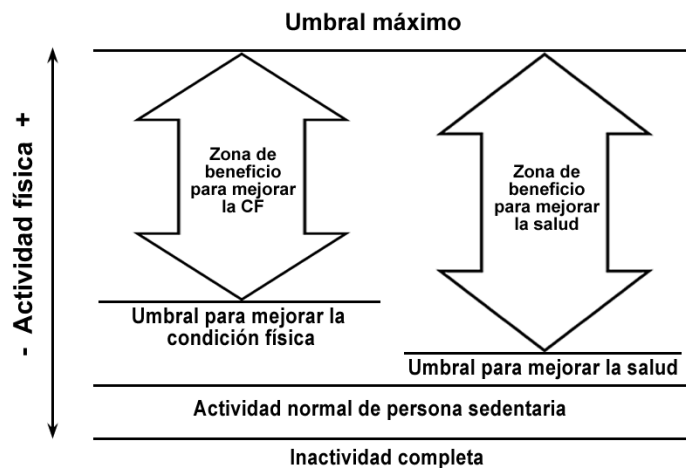 Umbral máximo
- Actividad física +
Zona de
beneficio
para mejorar
la CF
Zona de
beneficio
para mejorar
la salud
Umbral para mejorar la
condición física
Umbral para mejorar la salud
Actividad normal de persona sedentaria
Inactividad completa